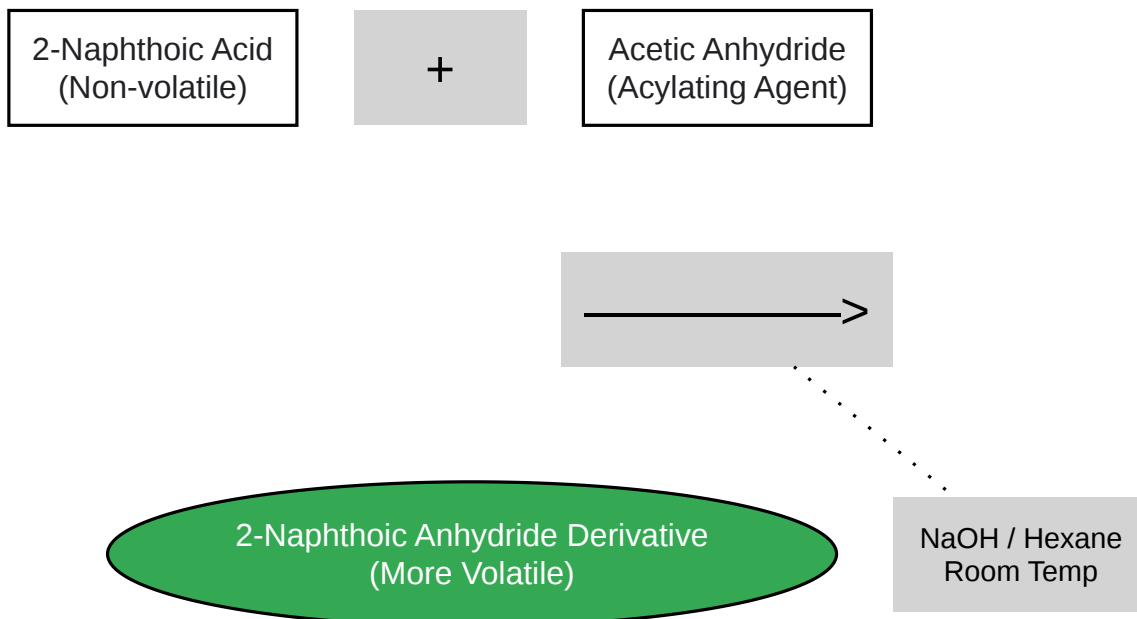 2-Naphthoic Acid
(Non-volatile)
+
Acetic Anhydride
(Acylating Agent)
>
2-Naphthoic Anhydride Derivative
(More Volatile)
NaOH / Hexane
Room Temp